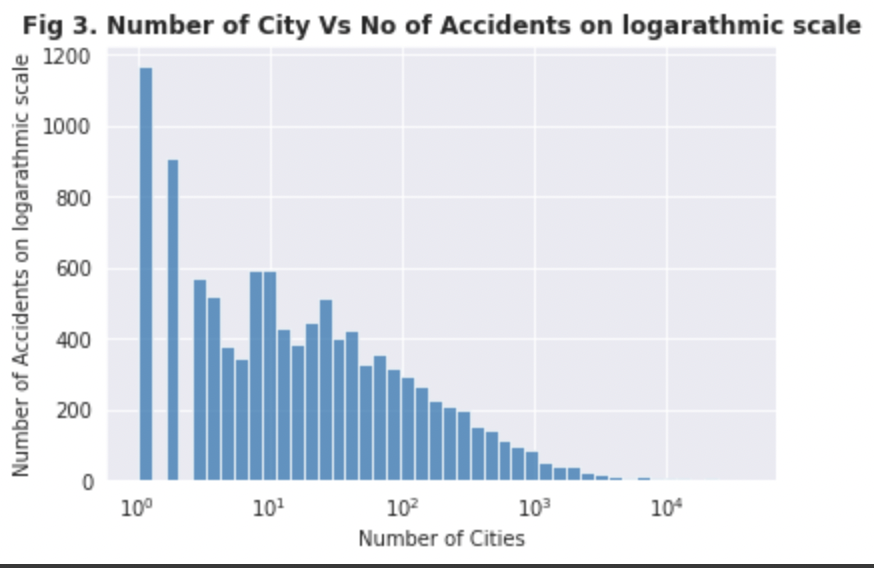 Fig 3. Number of City Vs No of Accidents on logarathmic scale
Number of Accidents on logarathmic scale
1200
1000
800
600
400
200
0
10⁰ 10¹ 10² 10³ 10⁴
Number of Cities